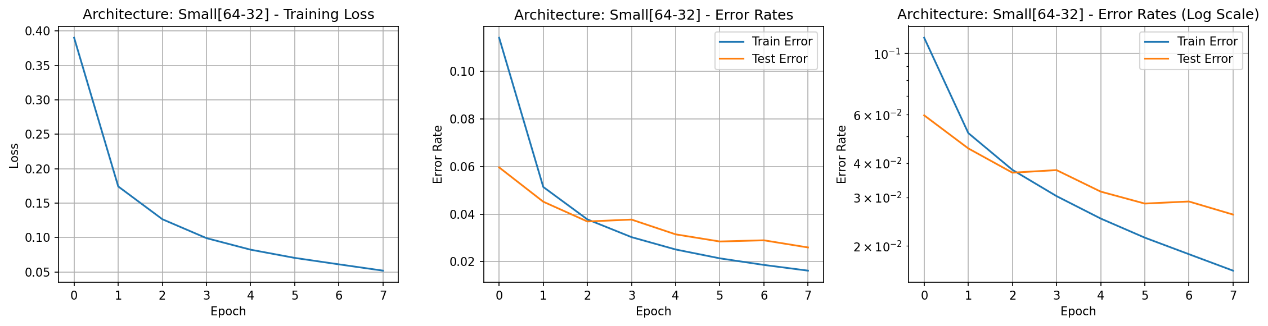 Architecture: Small[64-32] - Training Loss
0.40
0.35
0.30
0.25
0.20
0.15
0.10
0.05
Loss
0 1 2 3 4 5 6 7
Epoch
Architecture: Small[64-32] - Error Rates
Train Error
Test Error
0.10
0.08
0.06
0.04
0.02
Error Rate
0 1 2 3 4 5 6 7
Epoch
Architecture: Small[64-32] - Error Rates (Log Scale)
Train Error
Test Error
10⁻¹
6 × 10⁻²
4 × 10⁻²
3 × 10⁻²
2 × 10⁻²
Error Rate
0 1 2 3 4 5 6 7
Epoch